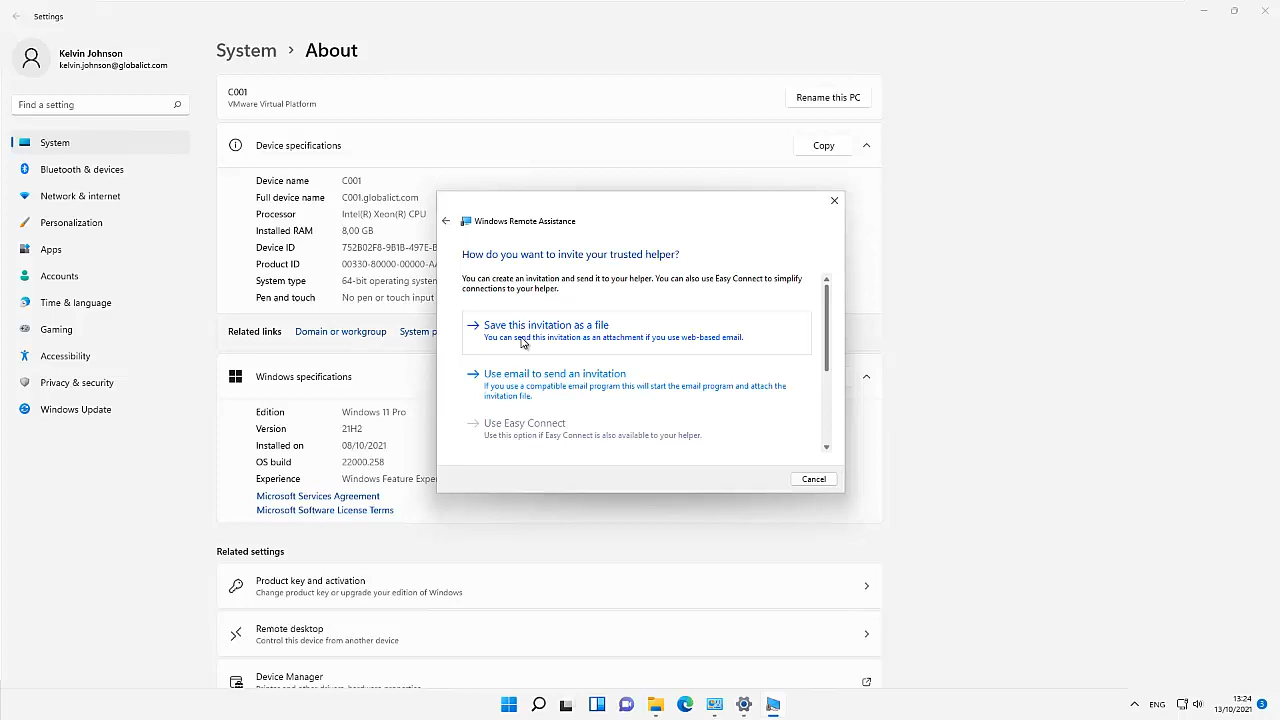 Settings
Kelvin Johnson
kelvin.johnson@globalict.com
Find a setting
System
Bluetooth & devices
Network & internet
Personalization
Apps
Accounts
Time & language
Gaming
Accessibility
Privacy & security
Windows Update
System › About
C001
VMware Virtual Platform
Rename this PC
Device specifications
Copy
Device name C001
Full device name C001.globalict.com
Processor Intel(R) Xeon(R) CPU
Installed RAM 8,00 GB
Device ID 752B02F8-9B1B-497E-B
Product ID 00330-80000-00000-A
System type 64-bit operating system
Pen and touch No pen or touch input
Related links Domain or workgroup System p
Windows specifications
Edition Windows 11 Pro
Version 21H2
Installed on 08/10/2021
OS build 22000.258
Experience Windows Feature Exper
Microsoft Services Agreement
Microsoft Software License Terms
Related settings
Product key and activation
Change product key or upgrade your edition of Windows
Remote desktop
Control this device from another device
Device Manager
Printer and other drivers, hardware properties
Windows Remote Assistance
How do you want to invite your trusted helper?
You can create an invitation and send it to your helper. You can also use Easy Connect to simplify
connections to your helper.
Save this invitation as a file
You can send this invitation as an attachment if you use web-based email.
Use email to send an invitation
If you use a compatible email program this will start the email program and attach the
invitation file.
Use Easy Connect
Use this option if Easy Connect is also available to your helper.
Cancel
ENG
13:24
13/10/2021
3